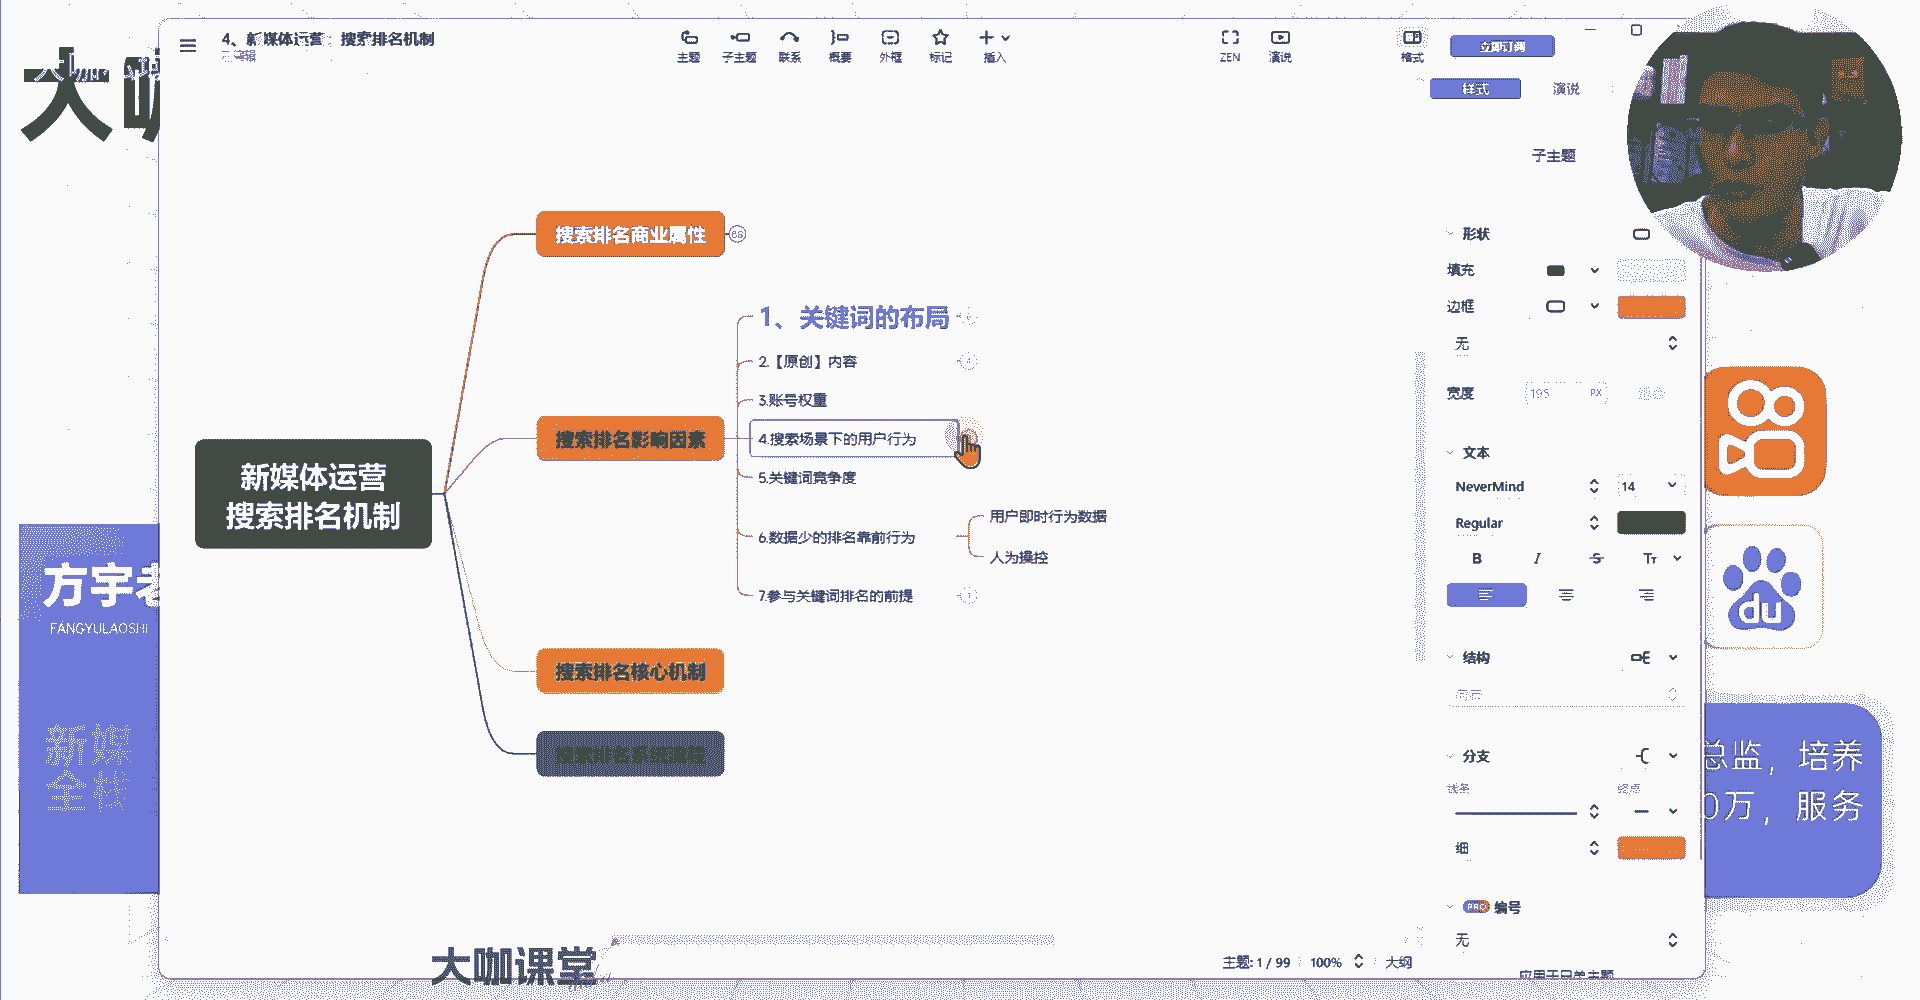 大咖
4、新媒体运营 搜索排名机制
已编辑
主题
子主题
联系
概要
外框
标记
插入
ZEN
演说
格式
立即订阅
样式
演说
子主题
搜索排名商业属性
1、关键词的布局
2.【原创】内容
3.账号权重
搜索排名影响因素
4.搜索场景下的用户行为
5.关键词竞争度
6.数据少的排名靠前行为
用户即时行为数据
人为操控
7.参与关键词排名的前提
新媒体运营
搜索排名机制
搜索排名核心机制
形状
填充
边框
无
宽度
195
PX
文本
NeverMind
14
Regular
B
I
S
Tт
结构
分支
线条
终点
细
PRO
编号
无
方宇老
FANGYULAOSHI
新媒
全栈
du
总监，培养
0万，服务
大咖课堂
主题: 1 / 99
100%
大纲